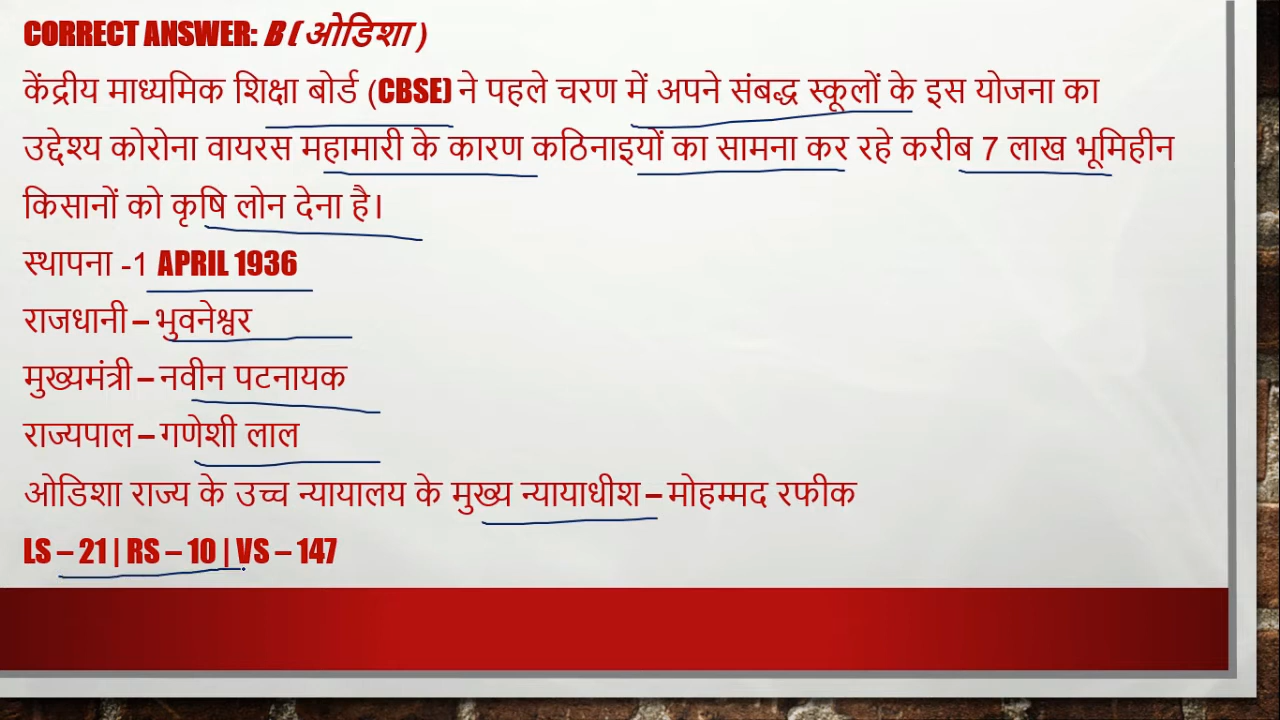 CORRECT ANSWER: B ( ओडिशा )
केंद्रीय माध्यमिक शिक्षा बोर्ड (CBSE) ने पहले चरण में अपने संबद्ध स्कूलों के इस योजना का
उद्देश्य कोरोना वायरस महामारी के कारण कठिनाइयों का सामना कर रहे करीब 7 लाख भूमिहीन
किसानों को कृषि लोन देना है।
स्थापना -1 APRIL 1936
राजधानी – भुवनेश्वर
मुख्यमंत्री – नवीन पटनायक
राज्यपाल – गणेशी लाल
ओडिशा राज्य के उच्च न्यायालय के मुख्य न्यायाधीश – मोहम्मद रफीक
LS – 21 | RS – 10 | VS – 147